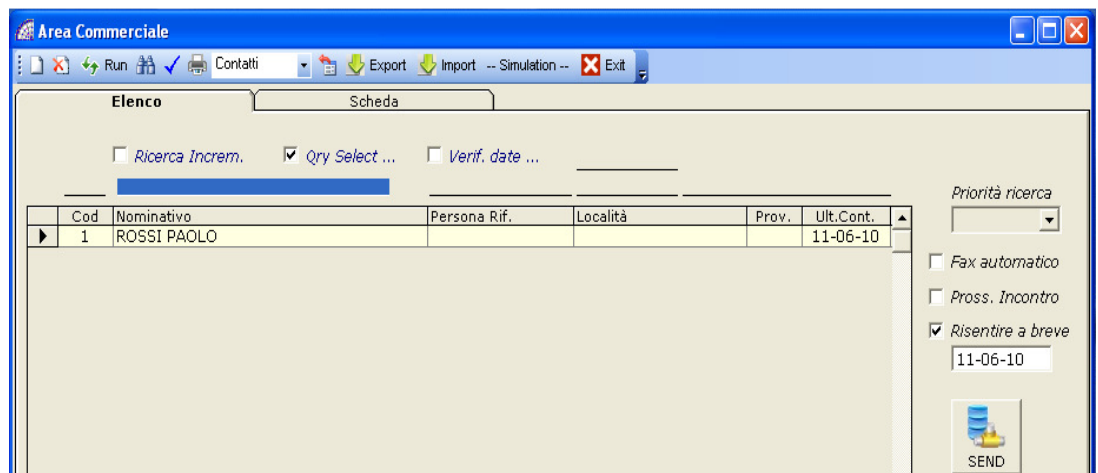 Area Commerciale
Run Contatti Export Import -- Simulation -- Exit
Elenco Scheda
Ricerca Increm. Qry Select ... Verif. date ...
Priorità ricerca
Cod Nominativo Persona Rif. Località Prov. Ult.Cont.
1 ROSSI PAOLO 11-06-10
Fax automatico
Pross. Incontro
Risentire a breve
11-06-10
SEND